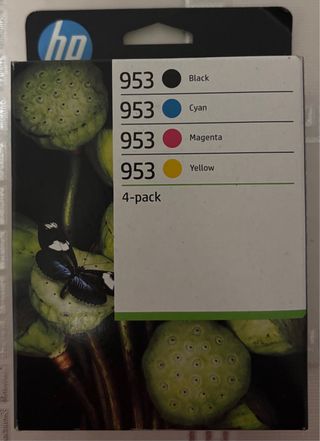 hp
953 Black
953 Cyan
953 Magenta
953 Yellow
4-pack